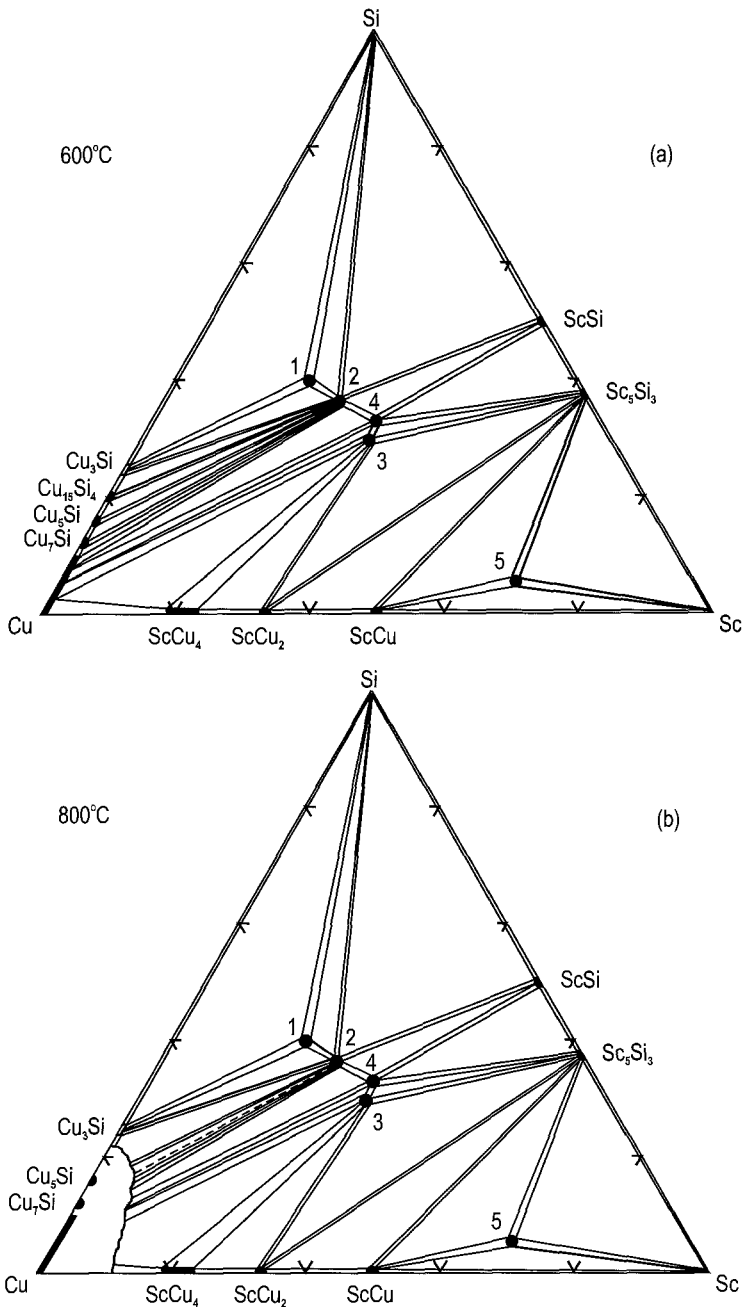 Si
600°C
(a)
ScSi
1
2
Sc₅Si₃
4
3
Cu₃Si
Cu₁₅Si₄
Cu₅Si
Cu₇Si
5
Cu
ScCu₄
ScCu₂
ScCu
Sc
Si
800°C
(b)
ScSi
1
2
Sc₅Si₃
4
3
Cu₃Si
Cu₅Si
Cu₇Si
5
Cu
ScCu₄
ScCu₂
ScCu
Sc